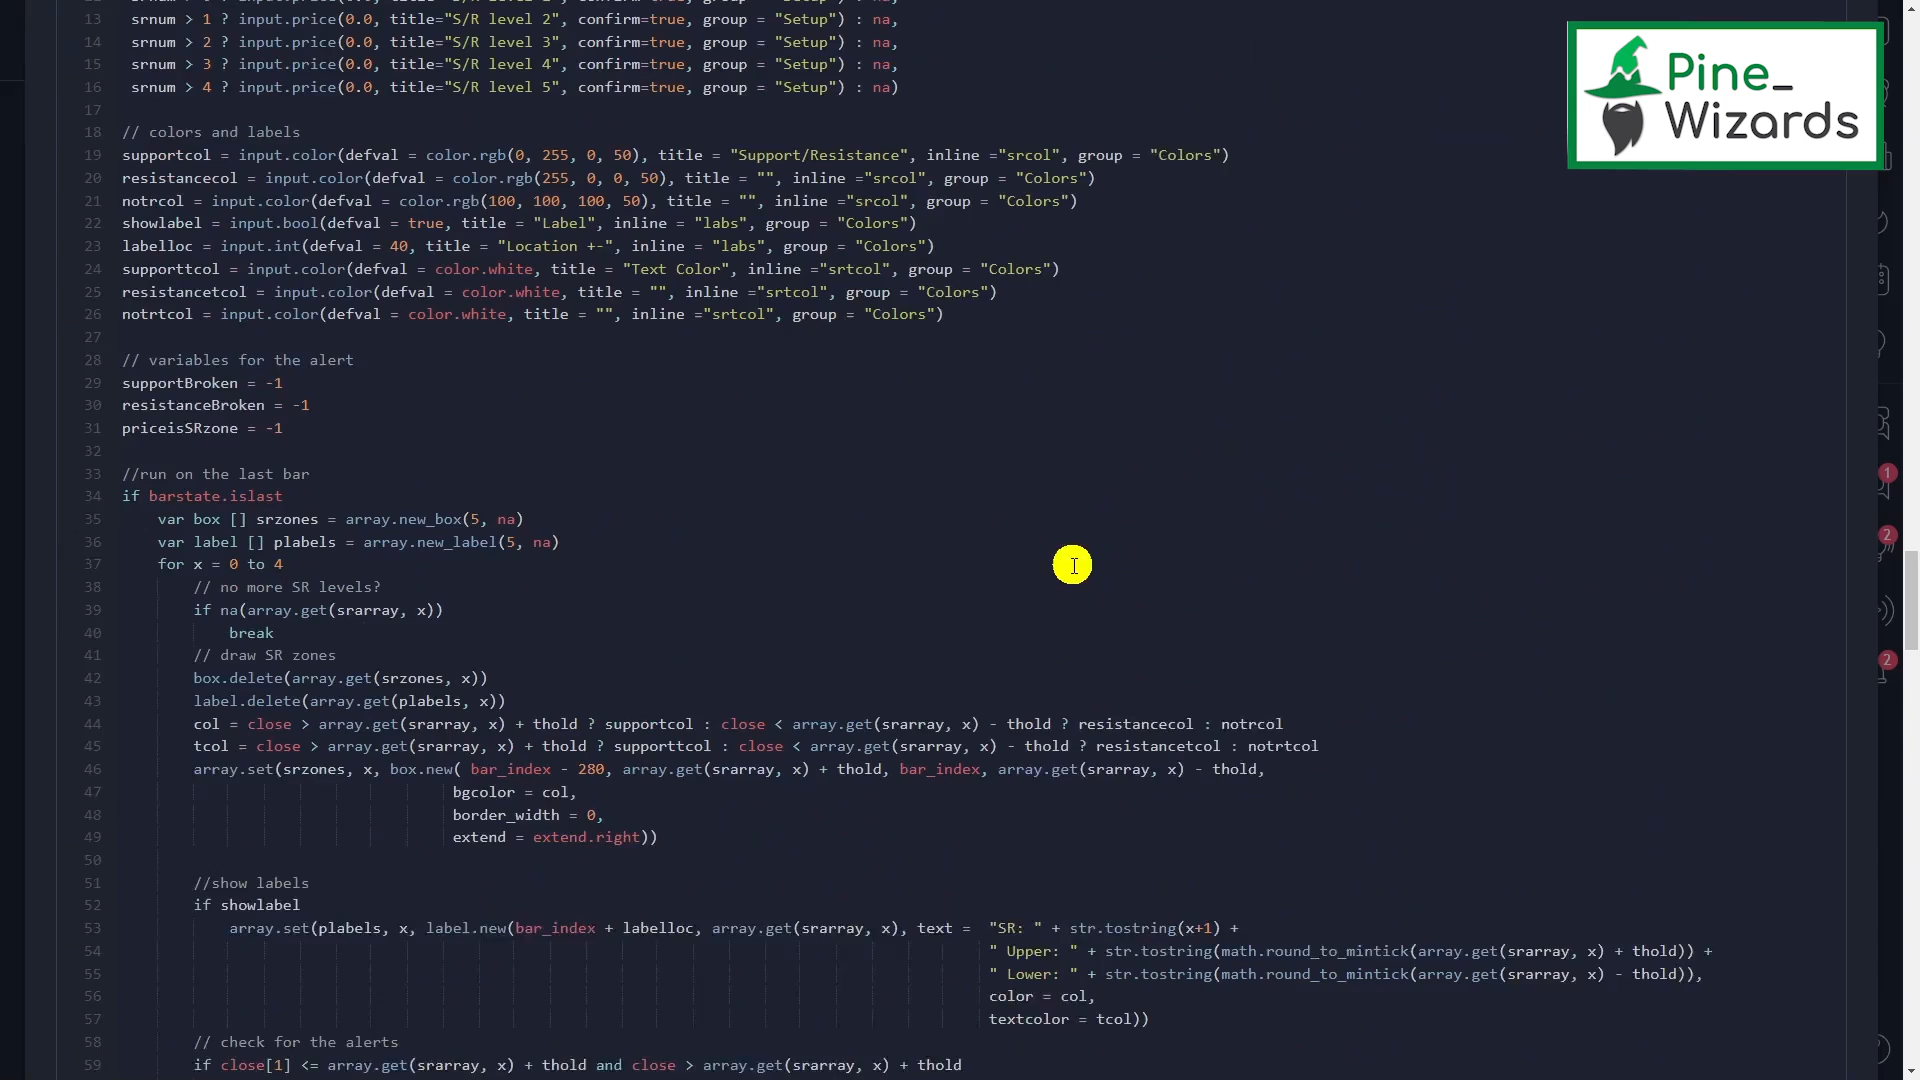 13 srnum > 1 ? input.price(0.0, title="S/R level 2", confirm=true, group = "Setup") : na,
14 srnum > 2 ? input.price(0.0, title="S/R level 3", confirm=true, group = "Setup") : na,
15 srnum > 3 ? input.price(0.0, title="S/R level 4", confirm=true, group = "Setup") : na,
16 srnum > 4 ? input.price(0.0, title="S/R level 5", confirm=true, group = "Setup") : na)
17
18 // colors and labels
19 supportcol = input.color(defval = color.rgb(0, 255, 0, 50), title = "Support/Resistance", inline ="srcol", group = "Colors")
20 resistancecol = input.color(defval = color.rgb(255, 0, 0, 50), title = "", inline ="srcol", group = "Colors")
21 notrcol = input.color(defval = color.rgb(100, 100, 100, 50), title = "", inline ="srcol", group = "Colors")
22 showlabel = input.bool(defval = true, title = "Label", inline = "labs", group = "Colors")
23 labelloc = input.int(defval = 40, title = "Location +-", inline = "labs", group = "Colors")
24 supporttcol = input.color(defval = color.white, title = "Text Color", inline ="srtcol", group = "Colors")
25 resistancetcol = input.color(defval = color.white, title = "", inline ="srtcol", group = "Colors")
26 notrtcol = input.color(defval = color.white, title = "", inline ="srtcol", group = "Colors")
27
28 // variables for the alert
29 supportBroken = -1
30 resistanceBroken = -1
31 priceisSRzone = -1
32
33 //run on the last bar
34 if barstate.islast
35 var box [] srzones = array.new_box(5, na)
36 var label [] plabels = array.new_label(5, na)
37 for x = 0 to 4
38 // no more SR levels?
39 if na(array.get(srarray, x))
40 break
41 // draw SR zones
42 box.delete(array.get(srzones, x))
43 label.delete(array.get(plabels, x))
44 col = close > array.get(srarray, x) + thold ? supportcol : close < array.get(srarray, x) - thold ? resistancecol : notrcol
45 tcol = close > array.get(srarray, x) + thold ? supporttcol : close < array.get(srarray, x) - thold ? resistancetcol : notrtcol
46 array.set(srzones, x, box.new( bar_index - 280, array.get(srarray, x) + thold, bar_index, array.get(srarray, x) - thold,
47 bgcolor = col,
48 border_width = 0,
49 extend = extend.right))
50
51 //show labels
52 if showlabel
53 array.set(plabels, x, label.new(bar_index + labelloc, array.get(srarray, x), text = "SR: " + str.tostring(x+1) +
54 " Upper: " + str.tostring(math.round_to_mintick(array.get(srarray, x) + thold)) +
55 " Lower: " + str.tostring(math.round_to_mintick(array.get(srarray, x) - thold)),
56 color = col,
57 textcolor = tcol))
58 // check for the alerts
59 if close[1] <= array.get(srarray, x) + thold and close > array.get(srarray, x) + thold
Pine_
Wizards
1
2
2